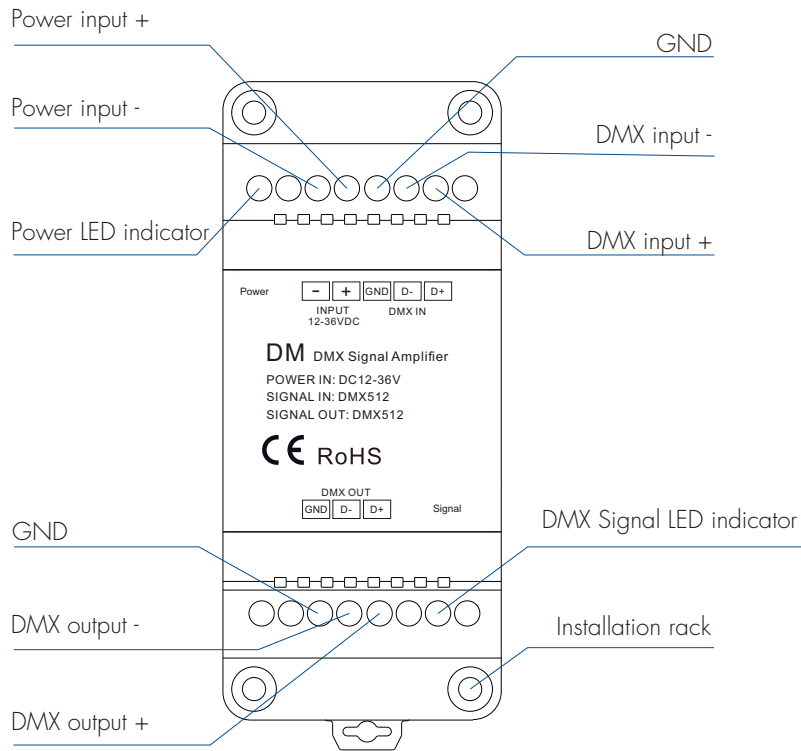 Power input +
GND
Power input -
DMX input -
Power LED indicator
DMX input +
Power
- + GND D- D+
INPUT DMX IN
12-36VDC
DM DMX Signal Amplifier
POWER IN: DC12-36V
SIGNAL IN: DMX512
SIGNAL OUT: DMX512
CE RoHS
DMX OUT
GND D- D+ Signal
GND
DMX Signal LED indicator
DMX output -
Installation rack
DMX output +